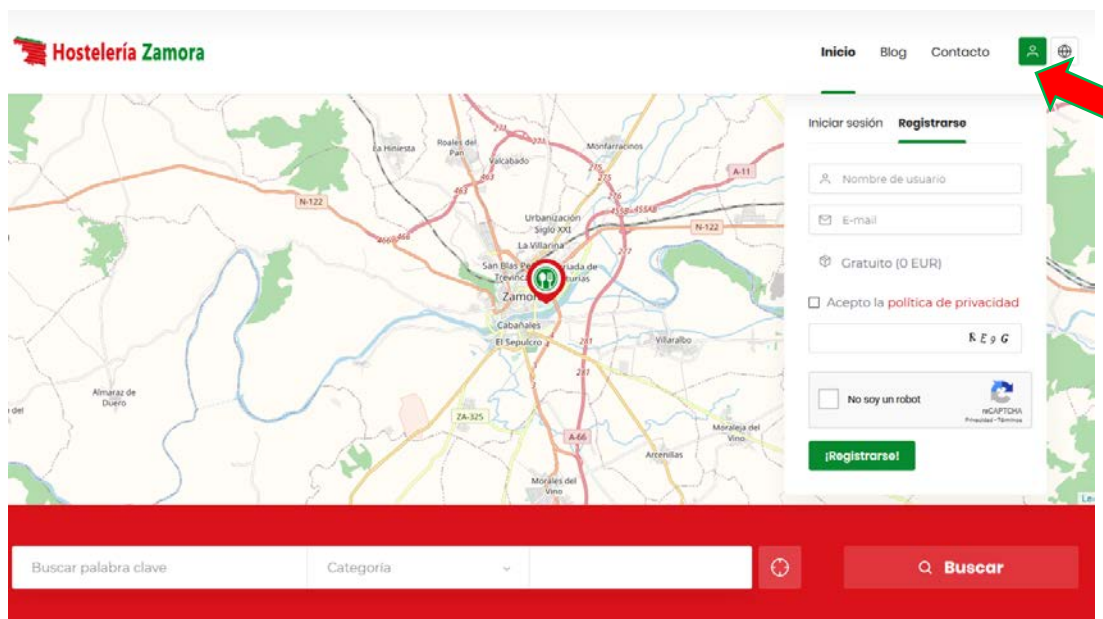 Hostelería Zamora
Inicio Blog Contacto
Iniciar sesión Registrarse
Nombre de usuario
E-mail
Gratuito (0 EUR)
Acepto la política de privacidad
R E 9 G
No soy un robot
reCAPTCHA
Privacidad - Términos
¡Registrarse!
La Hiniesta
Roales del
Pan
Valcabado
Monfarracinos
A-11
N-122
Urbanización
Siglo XXI
La Villarina
N-122
San Blas
Zamora
Cabañales
El Sepulcro
Villaralbo
Almaraz de
Duero
ZA-325
A-66
Moraleja del
Vino
Arcenillas
Morales del
Vino
Buscar palabra clave
Categoría
Buscar